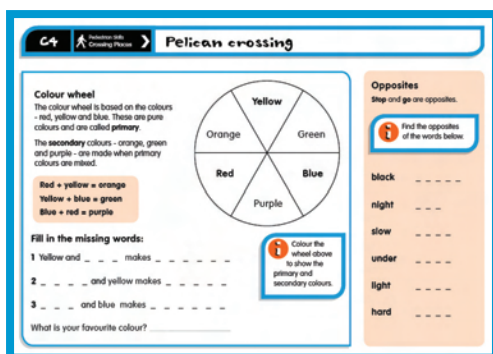 C4
Pedestrian Skills
Crossing Places
Pelican crossing
Colour wheel
The colour wheel is based on the colours
- red, yellow and blue. These are pure
colours and are called primary.
The secondary colours - orange, green
and purple - are made when primary
colours are mixed.
Red + yellow = orange
Yellow + blue = green
Blue + red = purple
Yellow
Orange
Green
Red
Blue
Purple
Fill in the missing words:
1 Yellow and _ _ _ makes _ _ _ _ _ _
2 _ _ _ _ and yellow makes _ _ _ _ _
3 _ _ _ and blue makes _ _ _ _ _ _
What is your favourite colour?
i
Colour the
wheel above
to show the
primary and
secondary colours.
Opposites
Stop and go are opposites.
i
Find the opposites
of the words below.
black _ _ _ _ _
night _ _ _
slow _ _ _ _
under _ _ _ _
light _ _ _ _
hard _ _ _ _